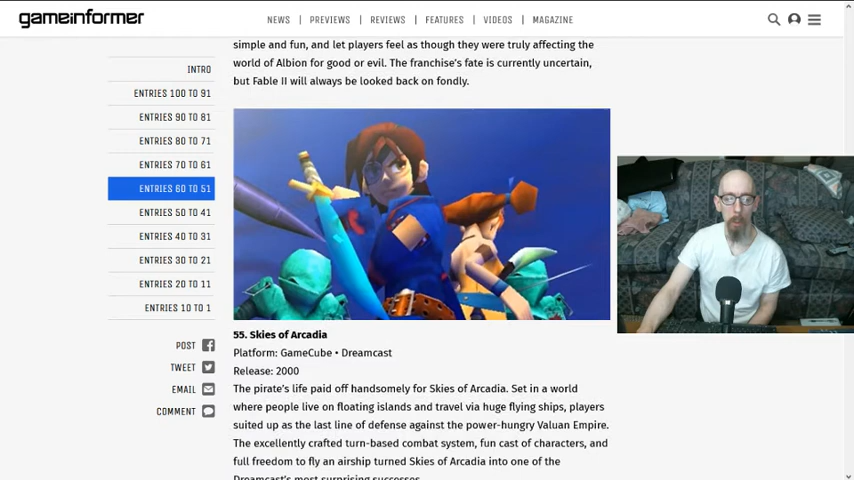 gameinformer
NEWS | PREVIEWS | REVIEWS | FEATURES | VIDEOS | MAGAZINE
simple and fun, and let players feel as though they were truly affecting the
world of Albion for good or evil. The franchise's fate is currently uncertain,
but Fable II will always be looked back on fondly.
INTRO
ENTRIES 100 TO 91
ENTRIES 90 TO 81
ENTRIES 80 TO 71
ENTRIES 70 TO 61
ENTRIES 60 TO 51
ENTRIES 50 TO 41
ENTRIES 40 TO 31
ENTRIES 30 TO 21
ENTRIES 20 TO 11
ENTRIES 10 TO 1
POST
TWEET
EMAIL
COMMENT
55. Skies of Arcadia
Platform: GameCube • Dreamcast
Release: 2000
The pirate's life paid off handsomely for Skies of Arcadia. Set in a world
where people live on floating islands and travel via huge flying ships, players
suited up as the last line of defense against the power-hungry Valuan Empire.
The excellently crafted turn-based combat system, fun cast of characters, and
full freedom to fly an airship turned Skies of Arcadia into one of the
Dreamcast's most surprising successes.